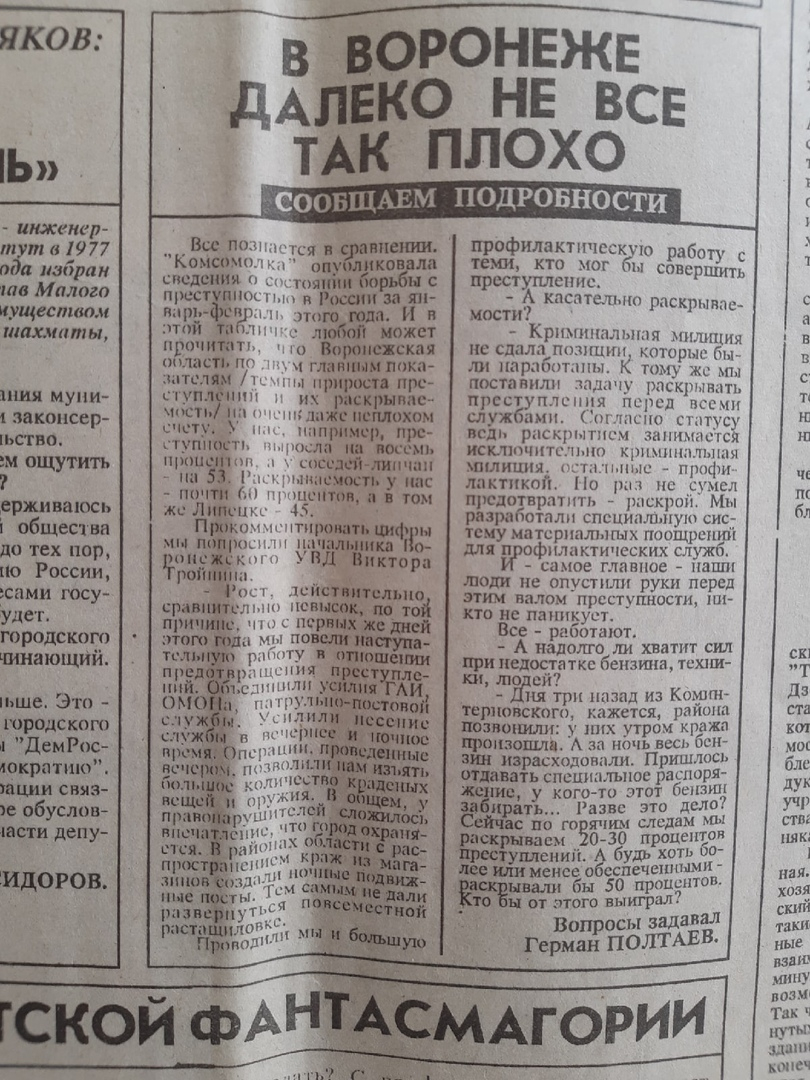 ЯКОВ:
Ь»
- инженер-
тут в 1977
ода избран
тав Малого
муществом
шахматы,
ания муни-
и законсер-
льство.
ем ощутить
?
держиваюсь
й общества
до тех пор,
ию России,
есами госу-
удет.
городского
чинающий.
ньше. Это -
городского
ы "ДемРос-
мократию".
рации связ-
ре обуслов-
части депу-
СИДОРОВ.
В ВОРОНЕЖЕ
ДАЛЕКО НЕ ВСЕ
ТАК ПЛОХО
СООБЩАЕМ ПОДРОБНОСТИ
Все познается в сравнении.
"Комсомолка" опубликовала
сведения о состоянии борьбы с
преступностью в России за ян-
варь-февраль этого года. И в
этой табличке любой может
прочитать, что Воронежская
область по двум главным пока-
зателям /темпы прироста пре-
ступлений и их раскрывае-
мость/ на очень даже неплохом
счету. У нас, например, пре-
ступность выросла на восемь
процентов, а у соседей-липчан
- на 53. Раскрываемость у нас
- почти 60 процентов, а в том
же Липецке - 45.
Прокомментировать цифры
мы попросили начальника Во-
ронежского УВД Виктора
Тройнина.
- Рост, действительно,
сравнительно невысок, по той
причине, что с первых же дней
этого года мы повели наступа-
тельную работу в отношении
предотвращения преступле-
ний. Объединили усилия ГАИ,
ОМОНа, патрульно-постовой
службы. Усилили несение
службы в вечернее и ночное
время. Операции, проведенные
вечером, позволили нам изъять
большое количество краденых
вещей и оружия. В общем, у
правонарушителей сложилось
впечатление, что город охраня-
ется. В районах области с рас-
пространением краж из мага-
зинов создали ночные подвиж-
ные посты. Тем самым не дали
развернуться повсеместной
растащиловке.
Проводили мы и большую
профилактическую работу с
теми, кто мог бы совершить
преступление.
- А касательно раскрывае-
мости?
- Криминальная милиция
не сдала позиции, которые бы-
ли наработаны. К тому же мы
поставили задачу раскрывать
преступления перед всеми
службами. Согласно статусу
ведь раскрытием занимается
исключительно криминальная
милиция, остальные - профи-
лактикой. Но раз не сумел
предотвратить - раскрой. Мы
разработали специальную сис-
тему материальных поощрений
для профилактических служб.
И - самое главное - наши
люди не опустили руки перед
этим валом преступности, ни-
кто не паникует.
Все - работают.
- А надолго ли хватит сил
при недостатке бензина, техни-
ки, людей?
- Дня три назад из Комин-
терновского, кажется, района
позвонили: у них утром кража
произошла. А за ночь весь бен-
зин израсходовали. Пришлось
отдавать специальное распоря-
жение, у кого-то этот бензин
забирать... Разве это дело?
Сейчас по горячим следам мы
раскрываем 20-30 процентов
преступлений. А будь хоть бо-
лее или менее обеспеченными -
раскрывали бы 50 процентов.
Кто бы от этого выиграл?
Вопросы задавал
Герман ПОЛТАЕВ.
ТСКОЙ ФАНТАСМАГОРИИ